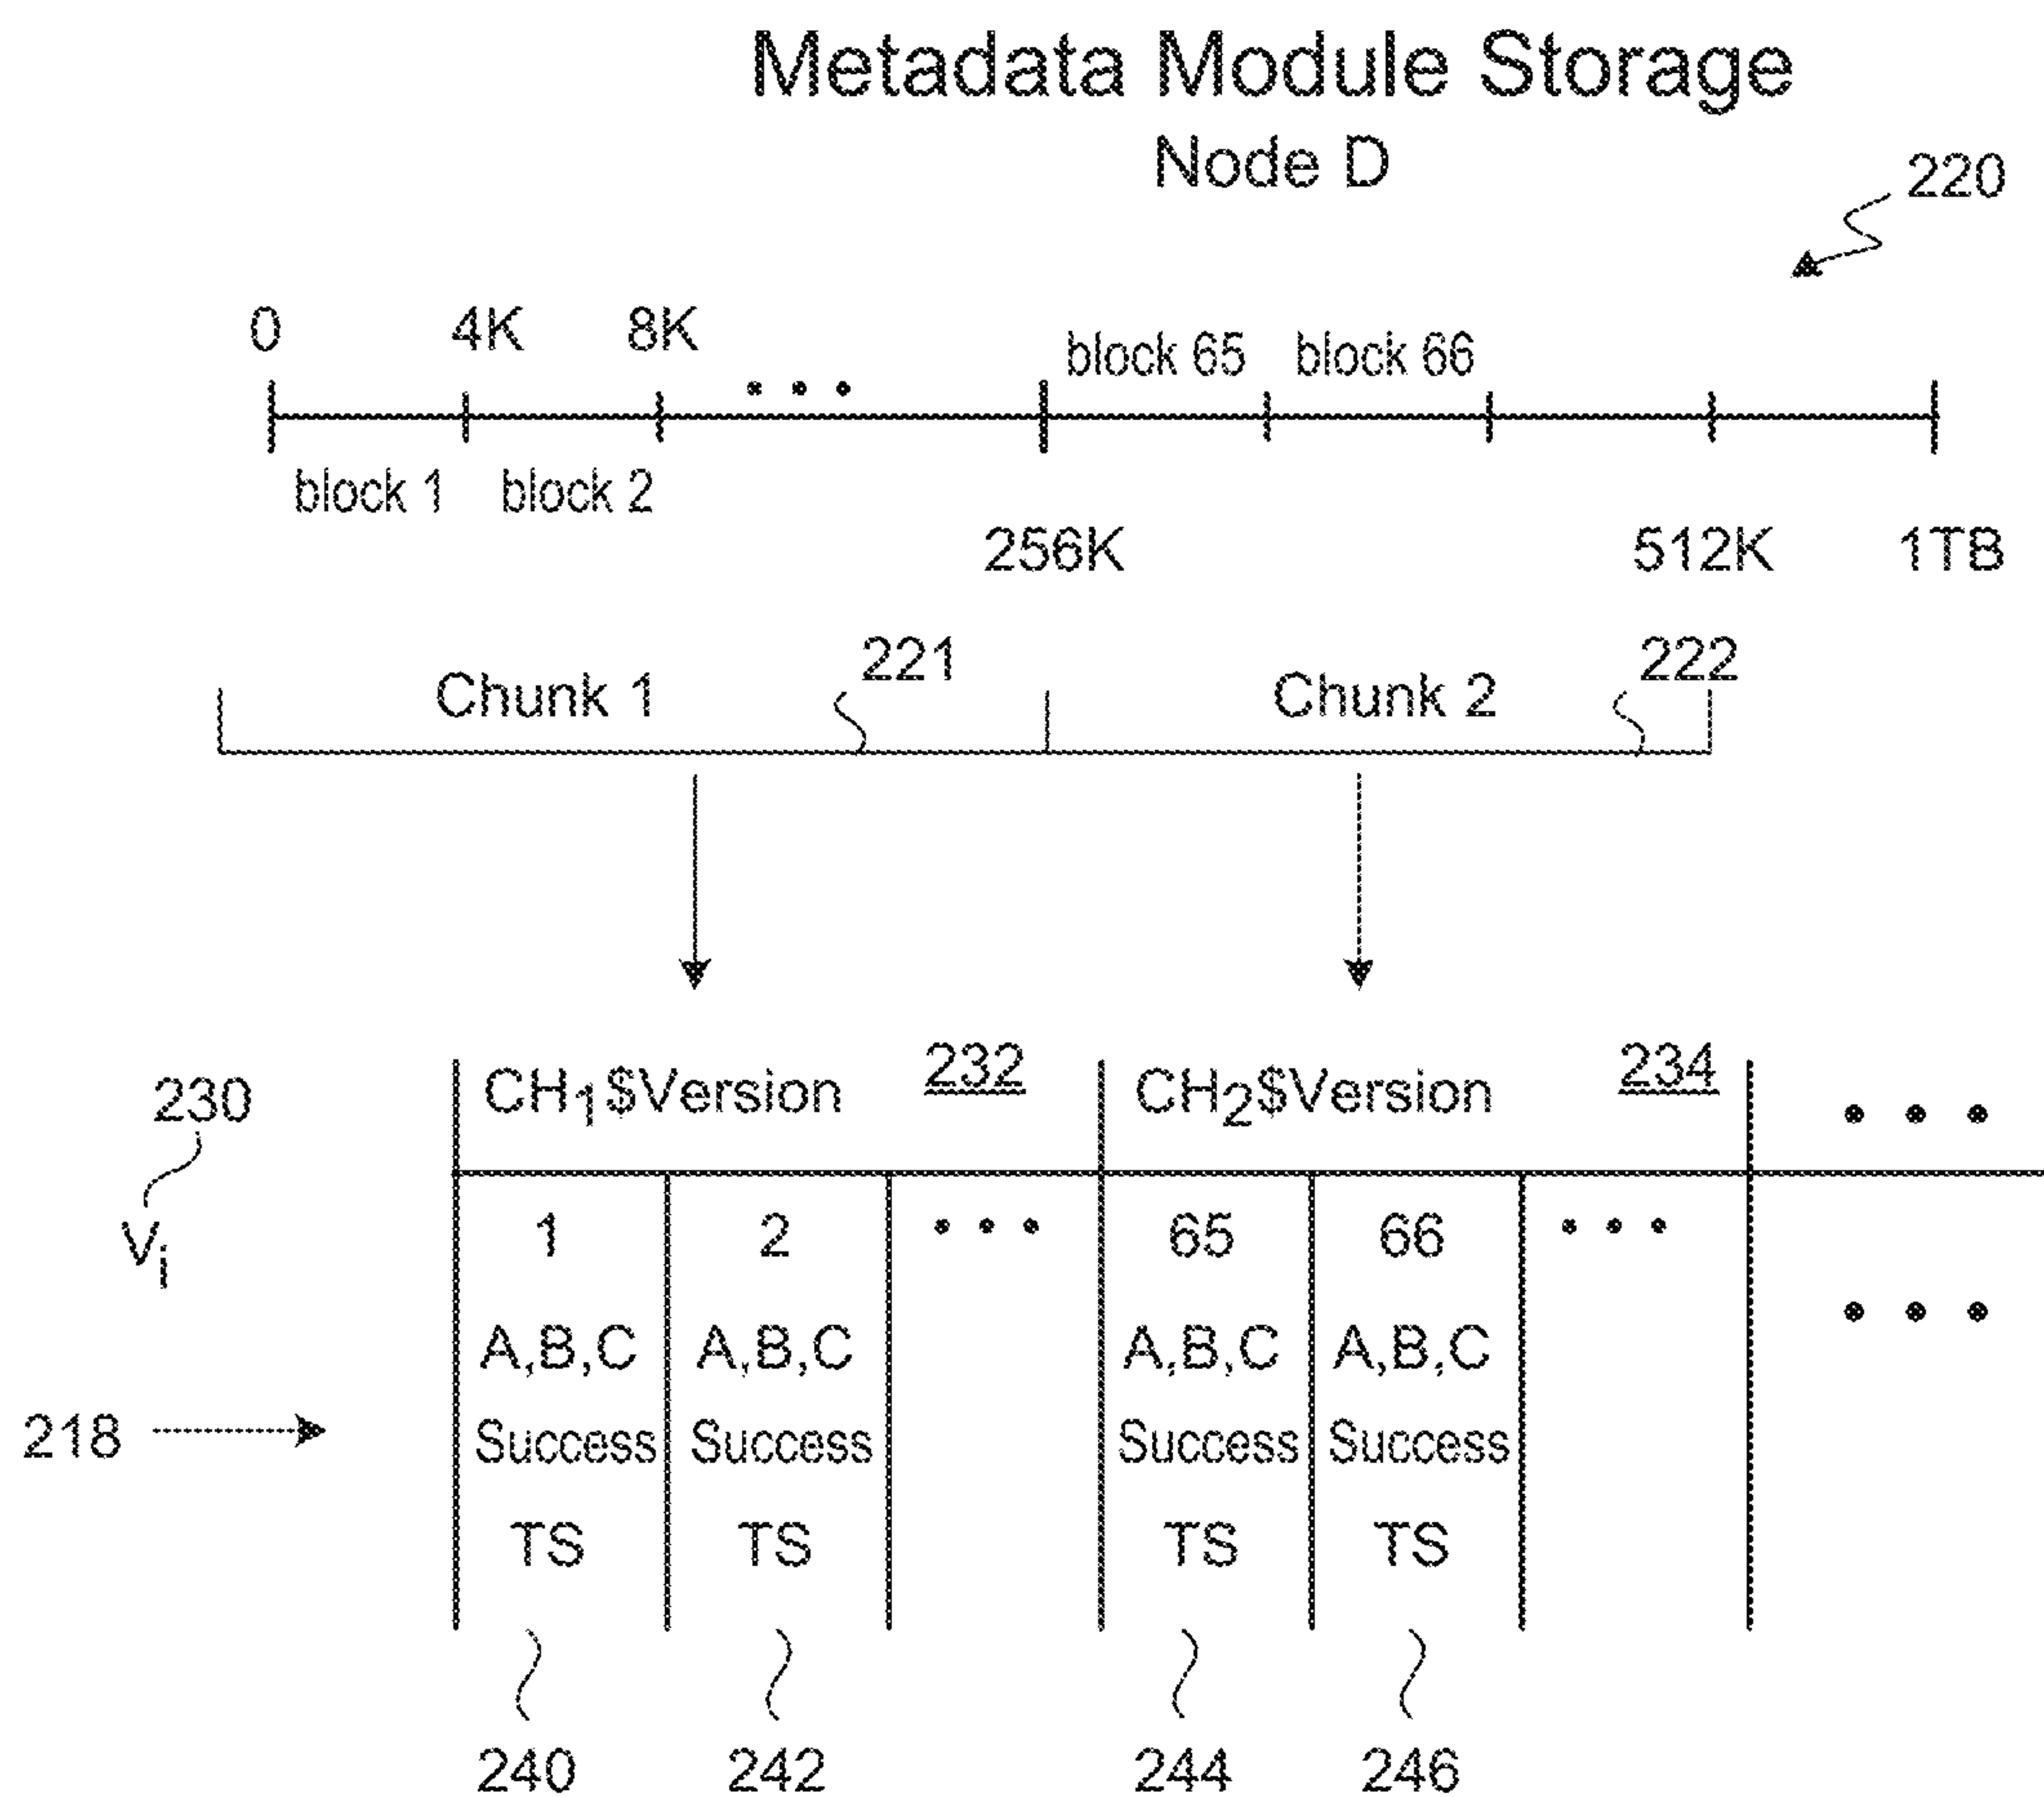 Metadata Module Storage
Node D
220
0 4K 8K
block 65 block 66
block 1 block 2
256K 512K 1TB
221 222
Chunk 1 Chunk 2
CH1$Version 232 CH2$Version 234
230
Vi
1 2 65 66
A,B,C A,B,C A,B,C A,B,C
218 Success Success Success Success
TS TS TS TS
240 242 244 246